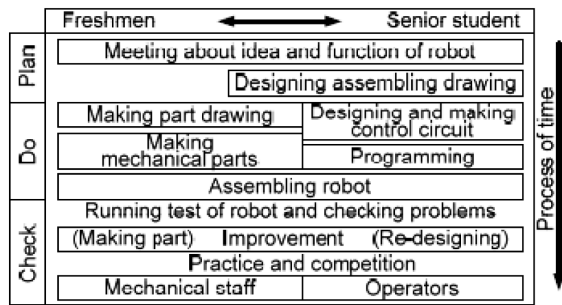 Freshmen Senior student
Plan
Meeting about idea and function of robot
Designing assembling drawing
Do
Making part drawing
Designing and making
control circuit
Making
mechanical parts
Programming
Assembling robot
Check
Running test of robot and checking problems
(Making part) Improvement (Re-designing)
Practice and competition
Mechanical staff
Operators
Process of time